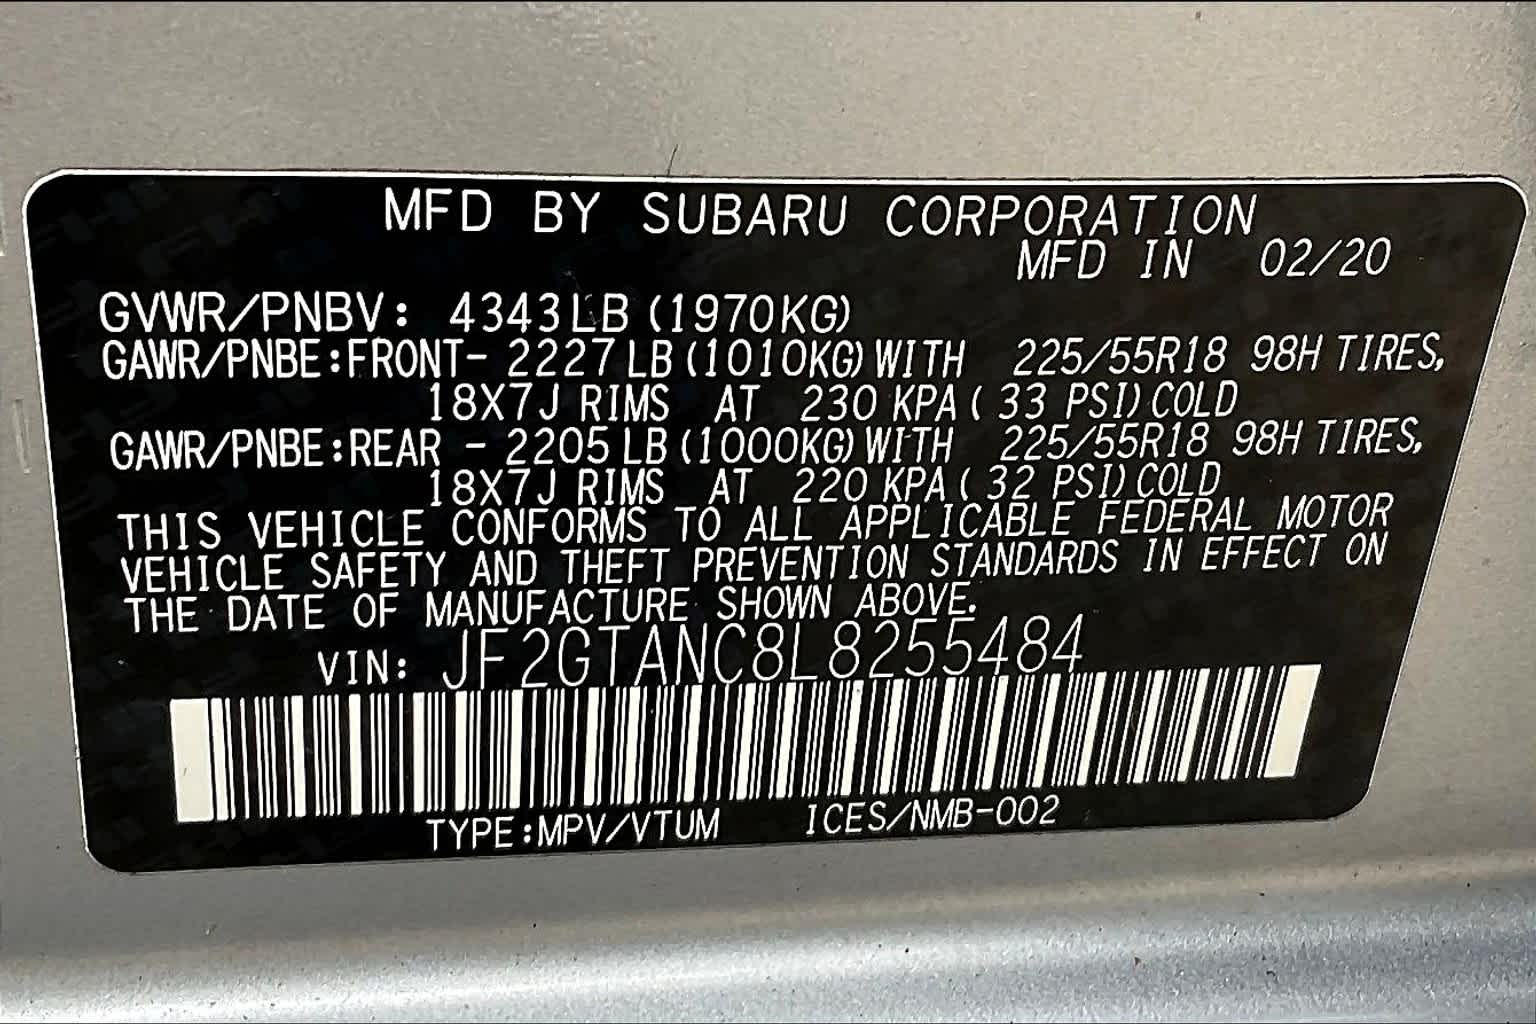 MFD BY SUBARU CORPORATION
MFD IN 02/20
GVWR/PNBV: 4343LB (1970KG)
GAWR/PNBE:FRONT- 2227 LB (1010KG) WITH 225/55R18 98H TIRES,
18X7J RIMS AT 230 KPA ( 33 PSI) COLD
GAWR/PNBE:REAR - 2205 LB (1000KG) WITH 225/55R18 98H TIRES,
18X7J RIMS AT 220 KPA ( 32 PSI) COLD
THIS VEHICLE CONFORMS TO ALL APPLICABLE FEDERAL MOTOR
VEHICLE SAFETY AND THEFT PREVENTION STANDARDS IN EFFECT ON
THE DATE OF MANUFACTURE SHOWN ABOVE.
VIN: JF2GTANC8L8255484
TYPE:MPV/VTUM ICES/NMB-002